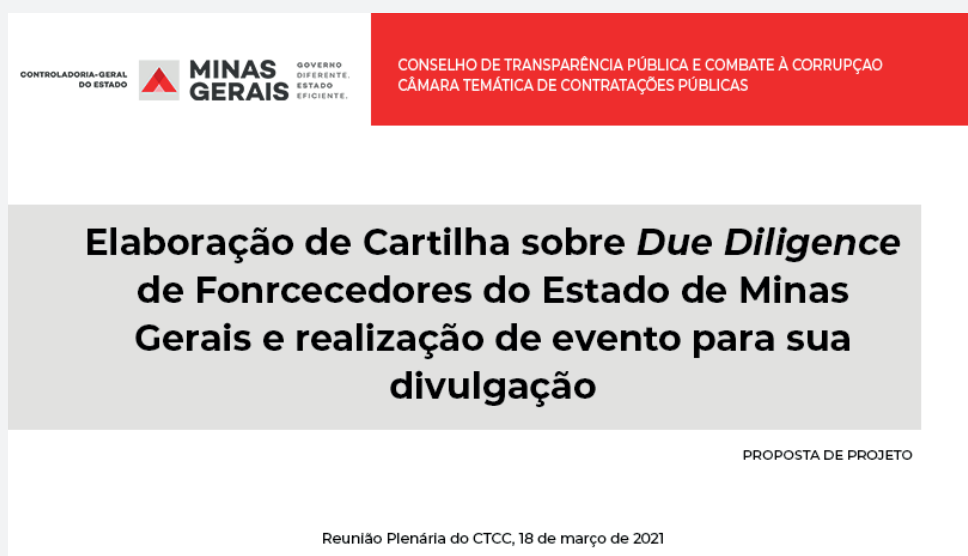 CONTROLADORIA-GERAL
DO ESTADO
MINAS
GERAIS
GOVERNO
DIFERENTE.
ESTADO
EFICIENTE.
CONSELHO DE TRANSPARÊNCIA PÚBLICA E COMBATE À CORRUPÇAO
CÂMARA TEMÁTICA DE CONTRATAÇÕES PÚBLICAS
Elaboração de Cartilha sobre Due Diligence
de Fonrcecedores do Estado de Minas
Gerais e realização de evento para sua
divulgação
PROPOSTA DE PROJETO
Reunião Plenária do CTCC, 18 de março de 2021